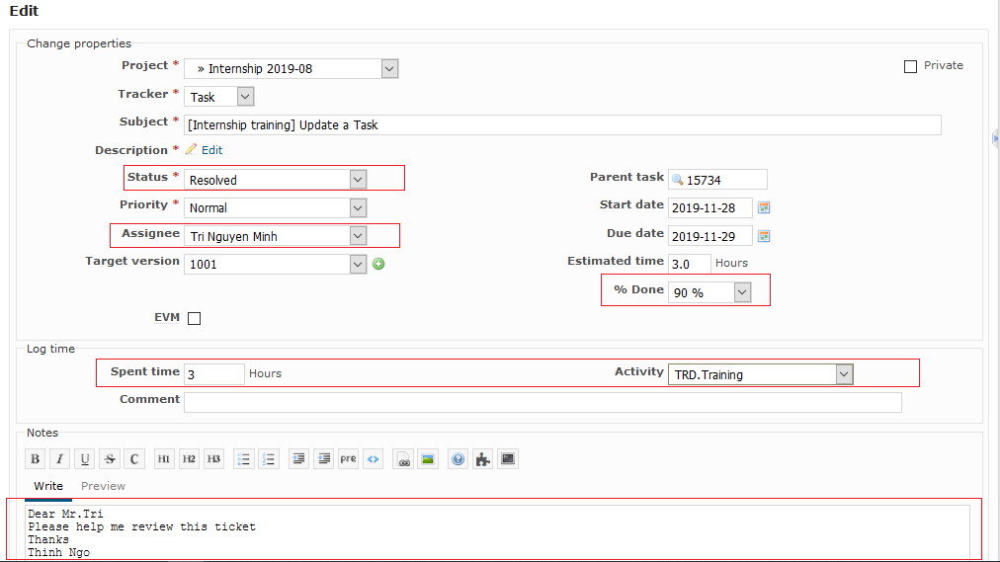 Edit
Change properties
Project * » Internship 2019-08 Private
Tracker * Task
Subject * [Internship training] Update a Task
Description * Edit
Status * Resolved Parent task 15734
Priority * Normal Start date 2019-11-28
Assignee Tri Nguyen Minh Due date 2019-11-29
Target version 1001 Estimated time 3.0 Hours
% Done 90 %
EVM
Log time
Spent time 3 Hours Activity TRD.Training
Comment
Notes
B I U S C H1 H2 H3 pre
Write Preview
Dear Mr.Tri
Please help me review this ticket
Thanks
Thinh Ngo